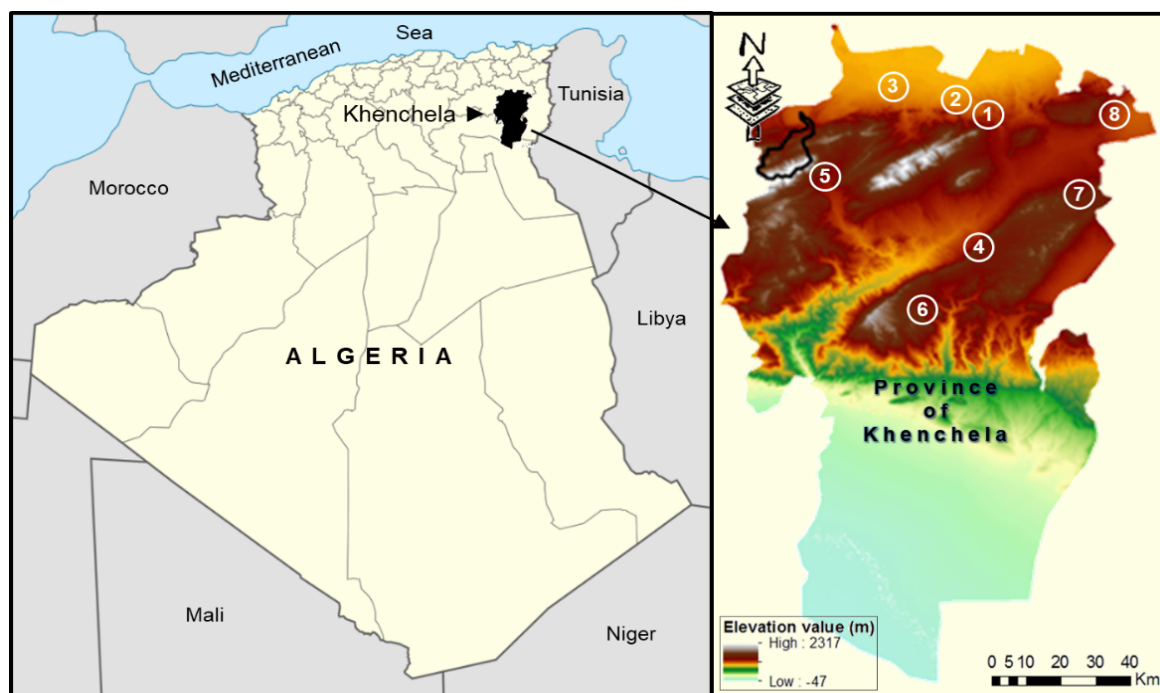 Mediterranean
Sea
Khenchela
Tunisia
Morocco
Libya
ALGERIA
Mali
Niger
N
3
2
1
8
5
7
4
6
Province
of
Khenchela
Elevation value (m)
High : 2317
Low : -47
0 5 10 20 30 40
Km